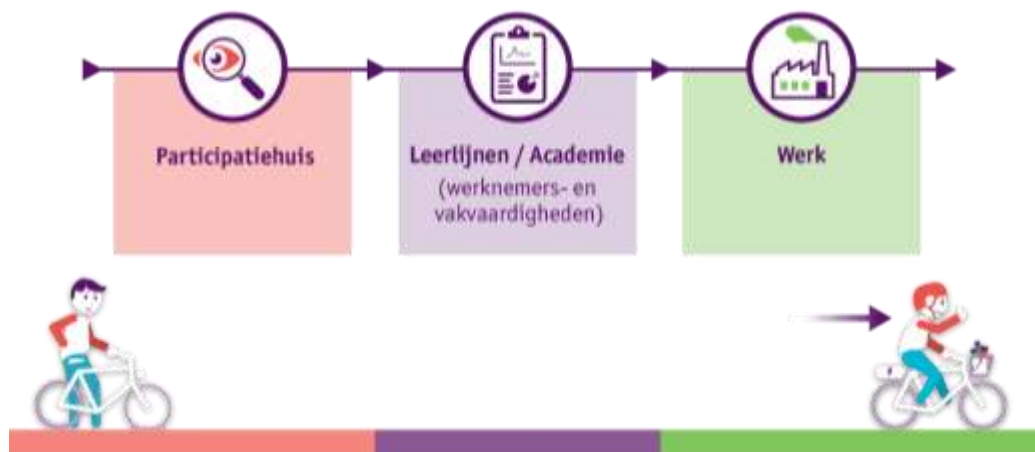 Participatiehuis
Leerlijnen / Academie
(werknemers- en
vakvaardigheden)
Werk